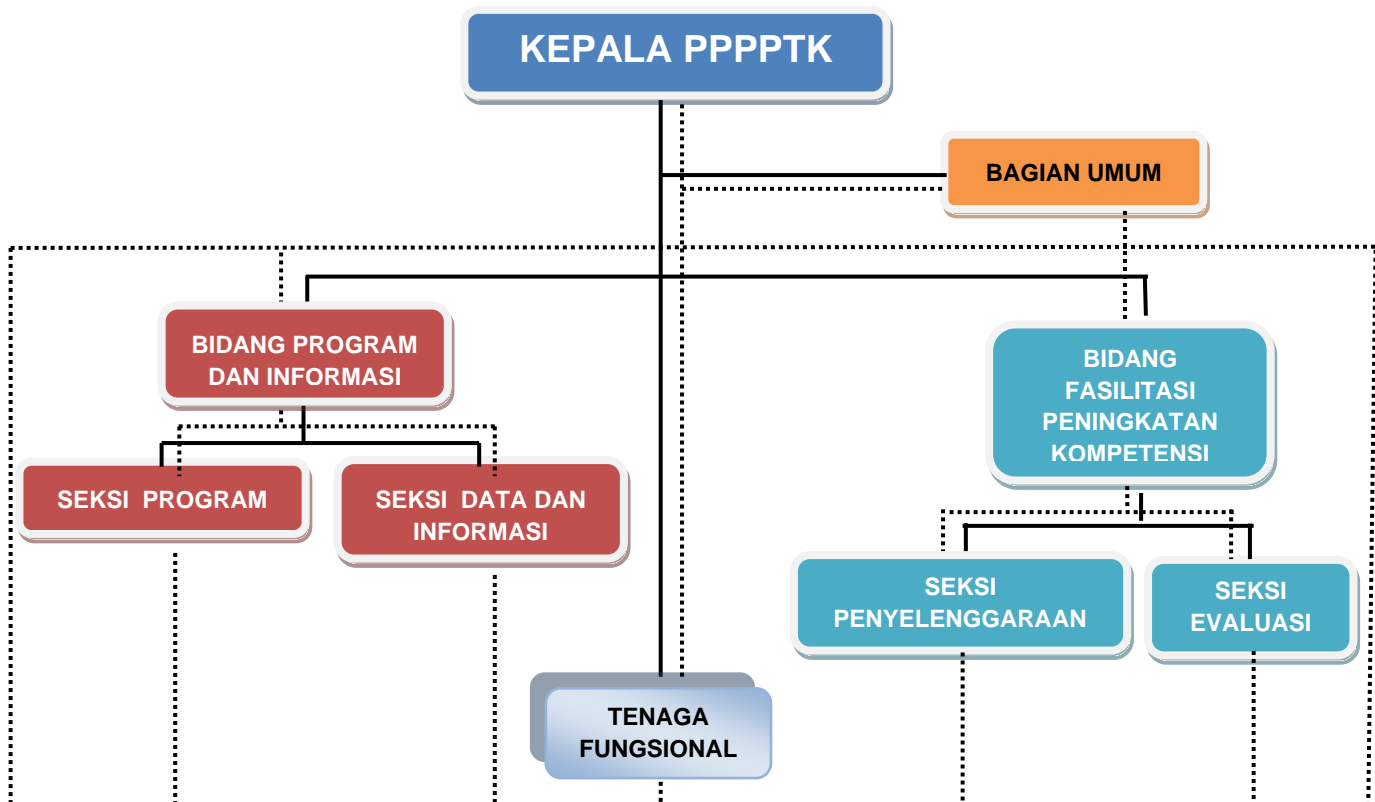 KEPALA PPPPTK
BAGIAN UMUM
BIDANG PROGRAM
DAN INFORMASI
BIDANG
FASILITASI
PENINGKATAN
KOMPETENSI
SEKSI  PROGRAM
SEKSI  DATA DAN
INFORMASI
SEKSI
PENYELENGGARAAN
SEKSI
EVALUASI
TENAGA
FUNGSIONAL